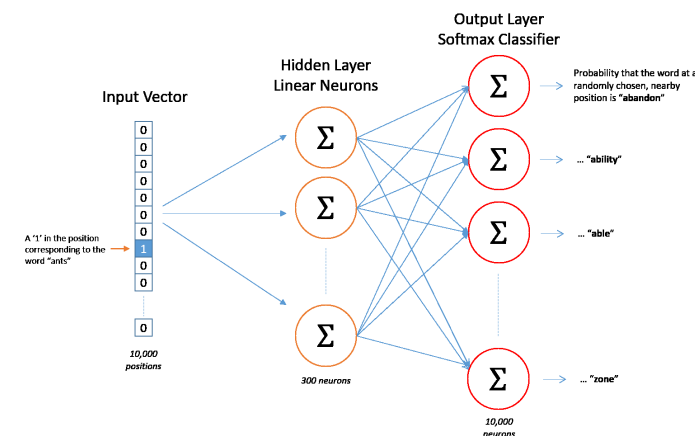 Output Layer
Softmax Classifier
Hidden Layer
Linear Neurons
Input Vector
0
0
0
0
0
0
0
1
0
0
0
A '1' in the position
corresponding to the
word "ants"
10,000
positions
Σ
Σ
Σ
300 neurons
Σ
Σ
Σ
Σ
10,000
neurons
Probability that the word at a
randomly chosen, nearby
position is "abandon"
... "ability"
... "able"
... "zone"